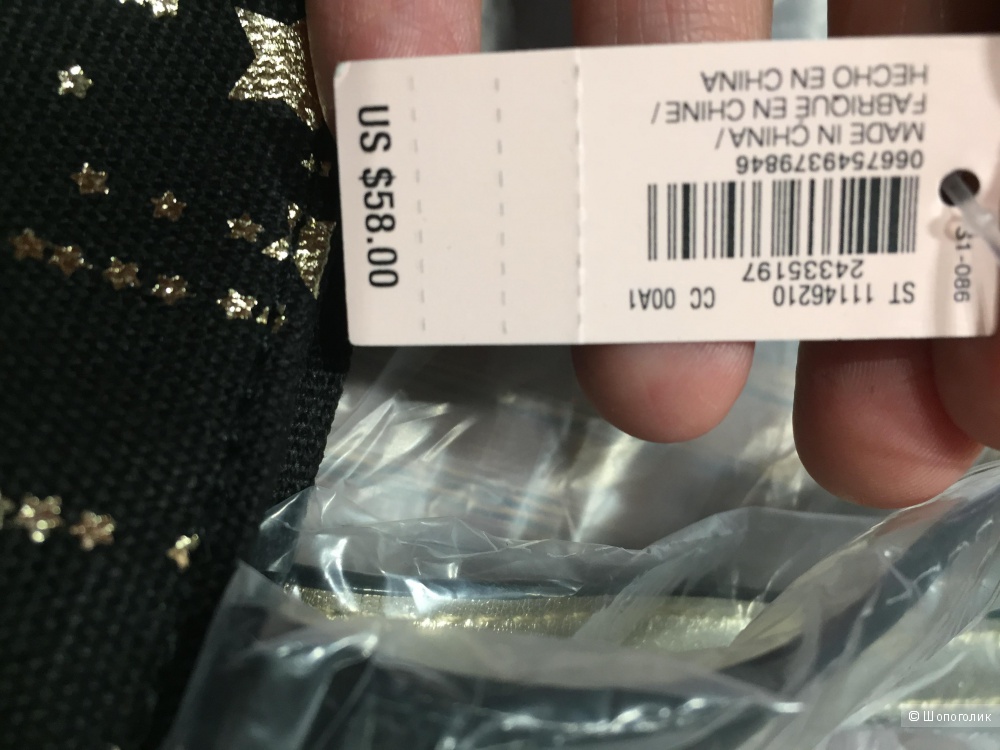 ST 11146210 CC 00A1
24335197
0667549379846
MADE IN CHINA /
FABRIQUÉ EN CHINE /
HECHO EN CHINA
31-086
US $58.00
© Шопоголик